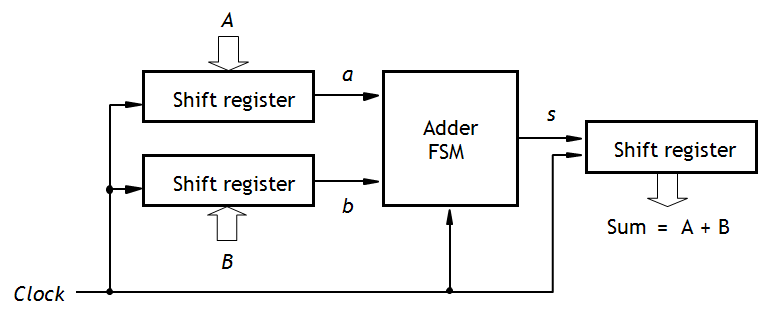 A
Shift register
a
Adder
FSM
s
Shift register
Shift register
b
B
Sum = A + B
Clock